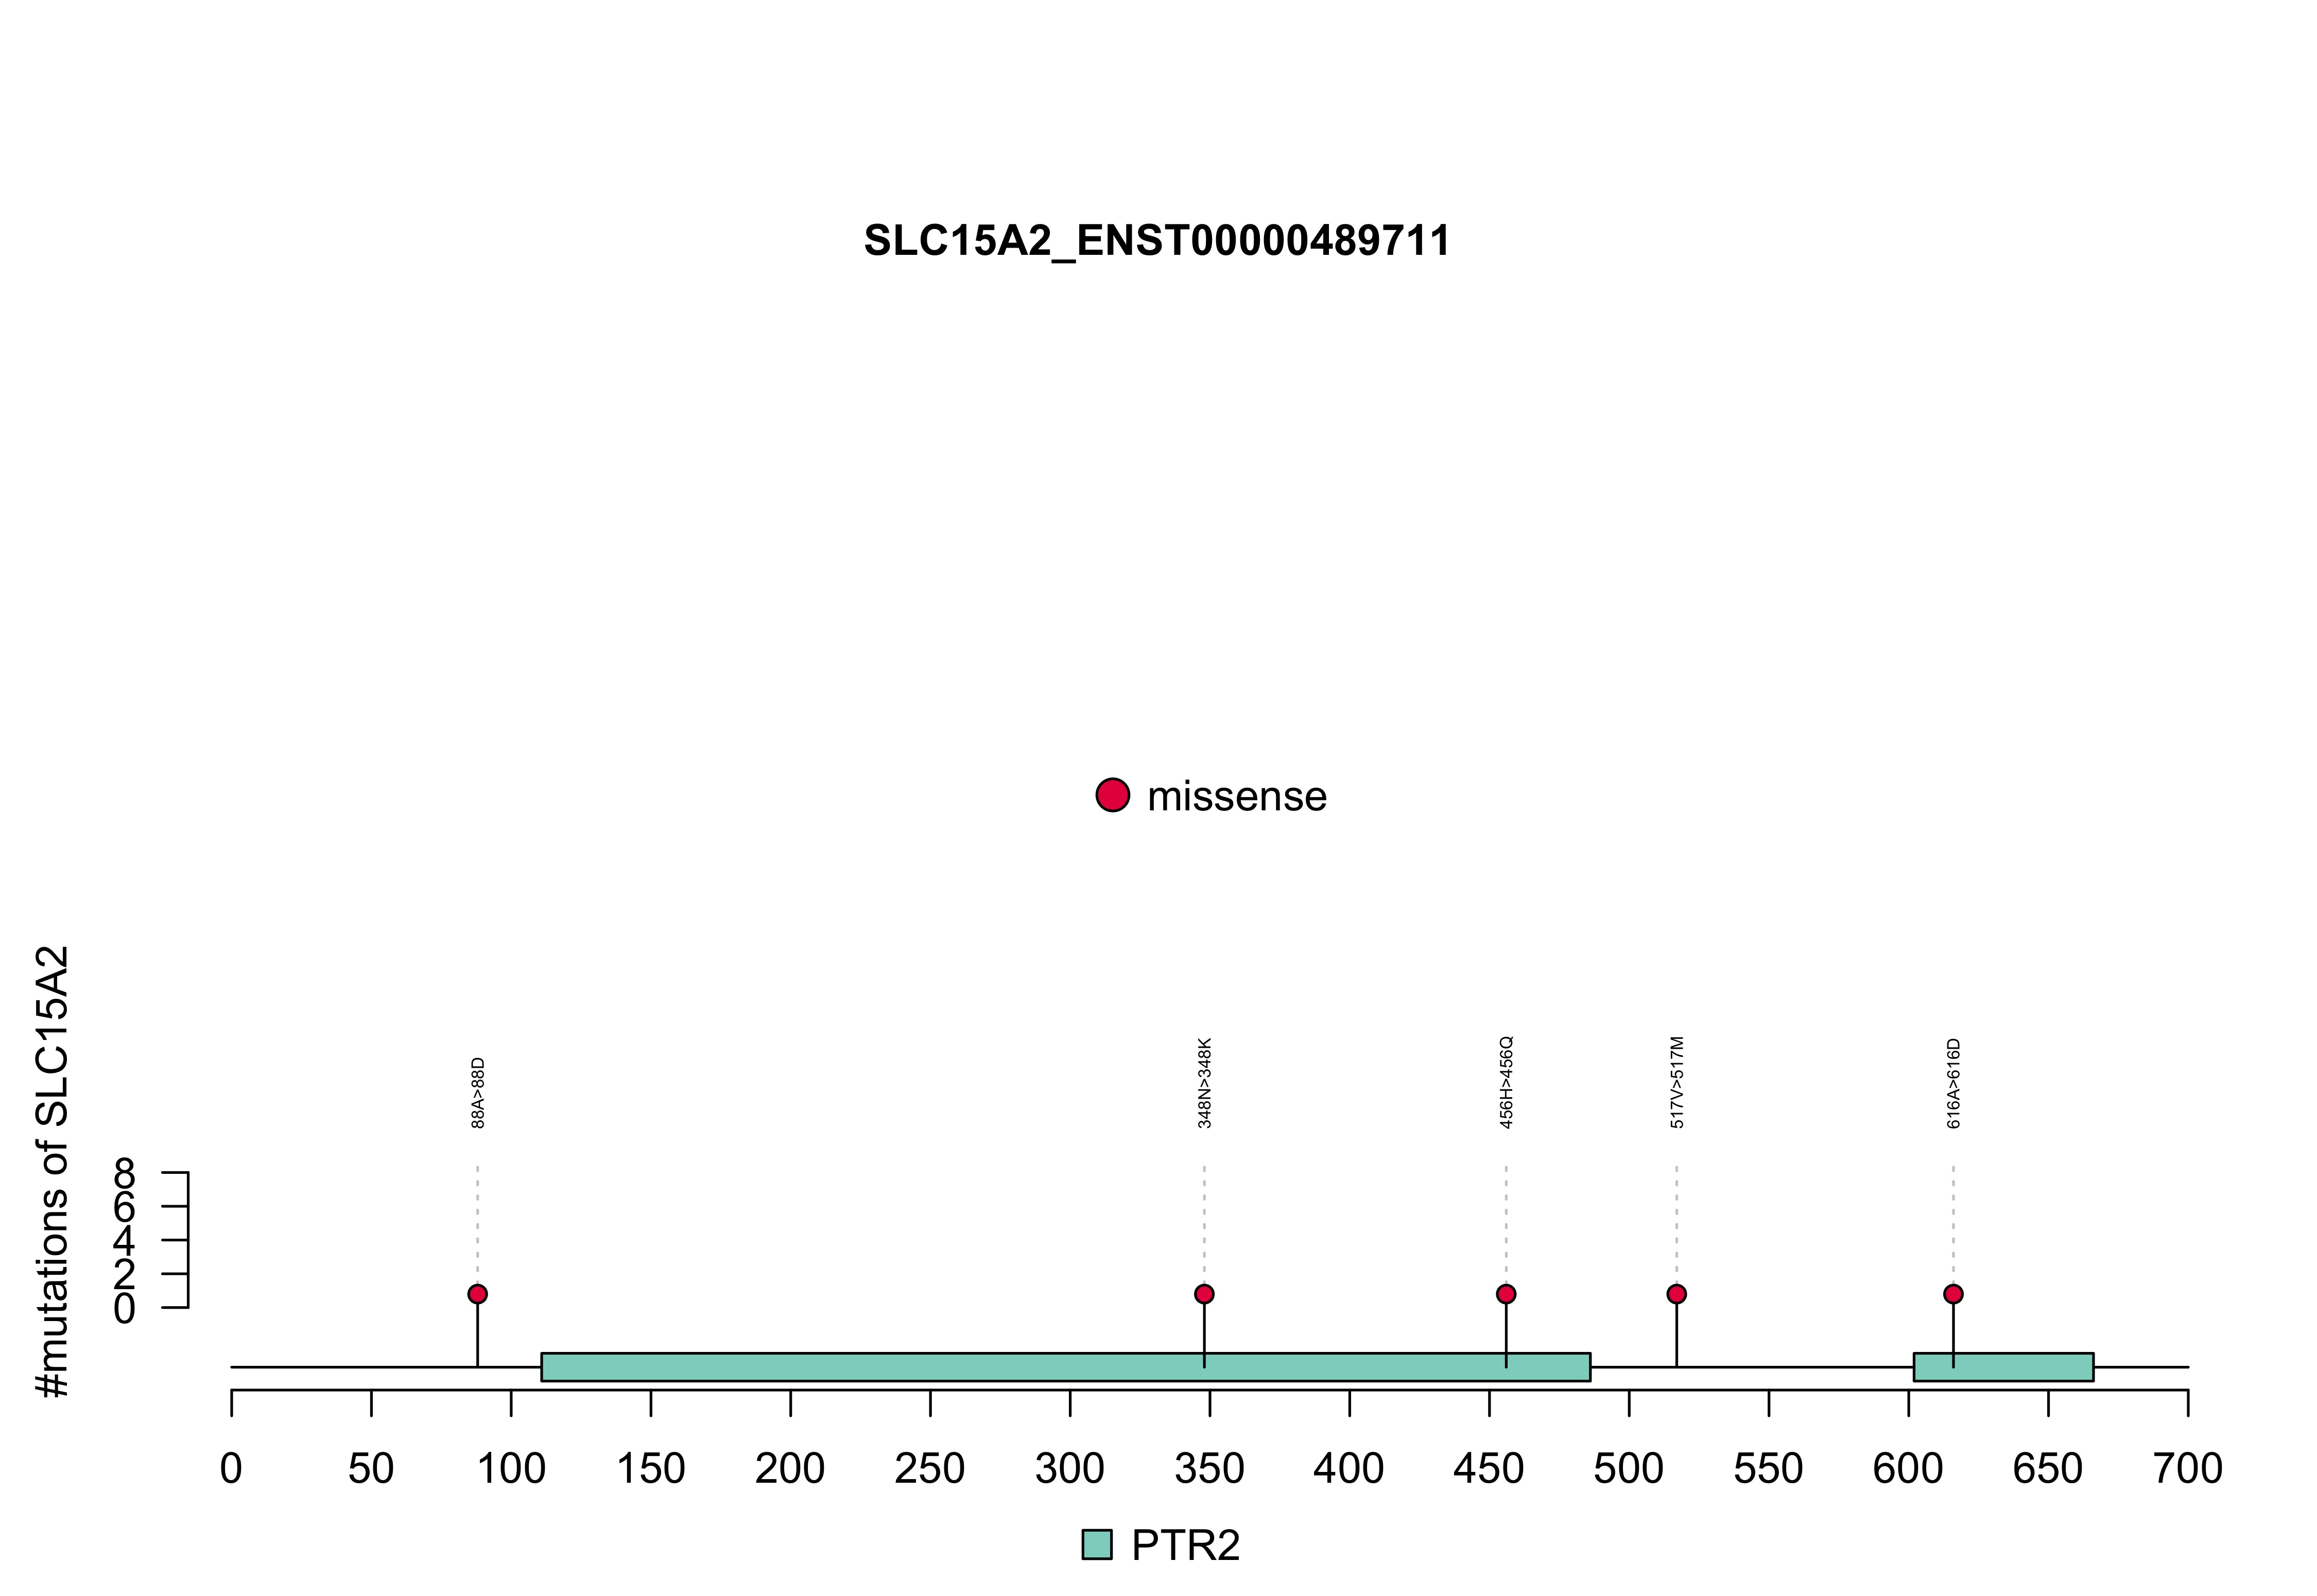 SLC15A2_ENST00000489711
missense
#mutations of SLC15A2
88A>88D
348N>348K
456H>456Q
517V>517M
616A>616D
8
6
4
2
0
0 50 100 150 200 250 300 350 400 450 500 550 600 650 700
PTR2